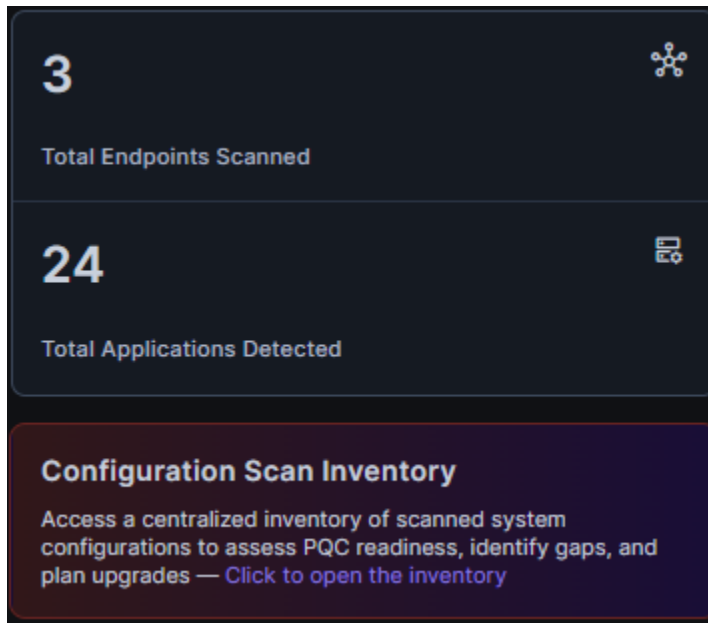 3
Total Endpoints Scanned
24
Total Applications Detected
Configuration Scan Inventory
Access a centralized inventory of scanned system
configurations to assess PQC readiness, identify gaps, and
plan upgrades — Click to open the inventory